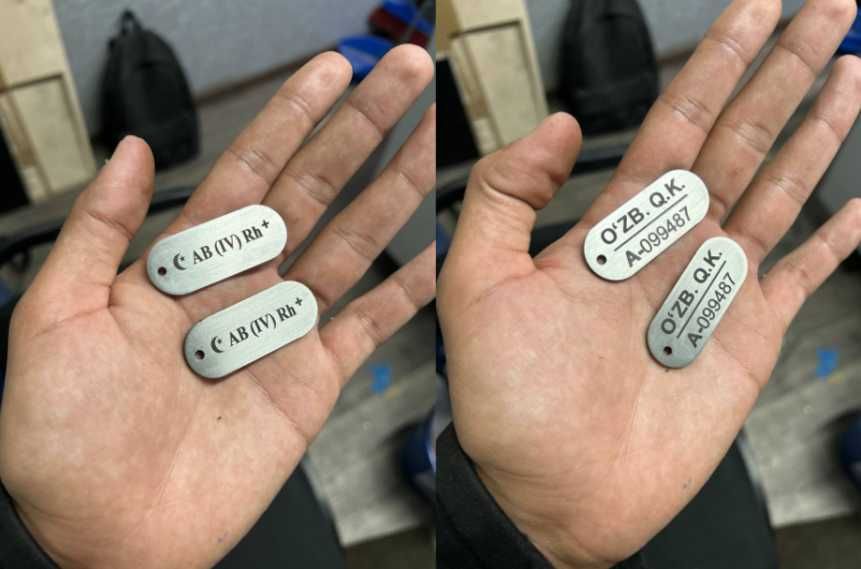 AB (IV) Rh+
AB (IV) Rh+
O'ZB. Q.K.
A-099487
O'ZB. Q.K.
A-099487